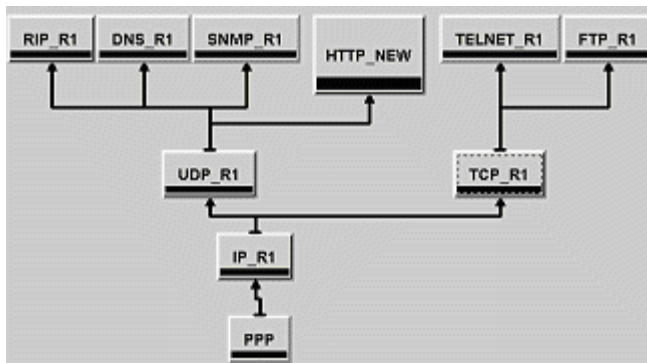 RIP_R1
DNS_R1
SNMP_R1
HTTP_NEW
TELNET_R1
FTP_R1
UDP_R1
TCP_R1
IP_R1
PPP